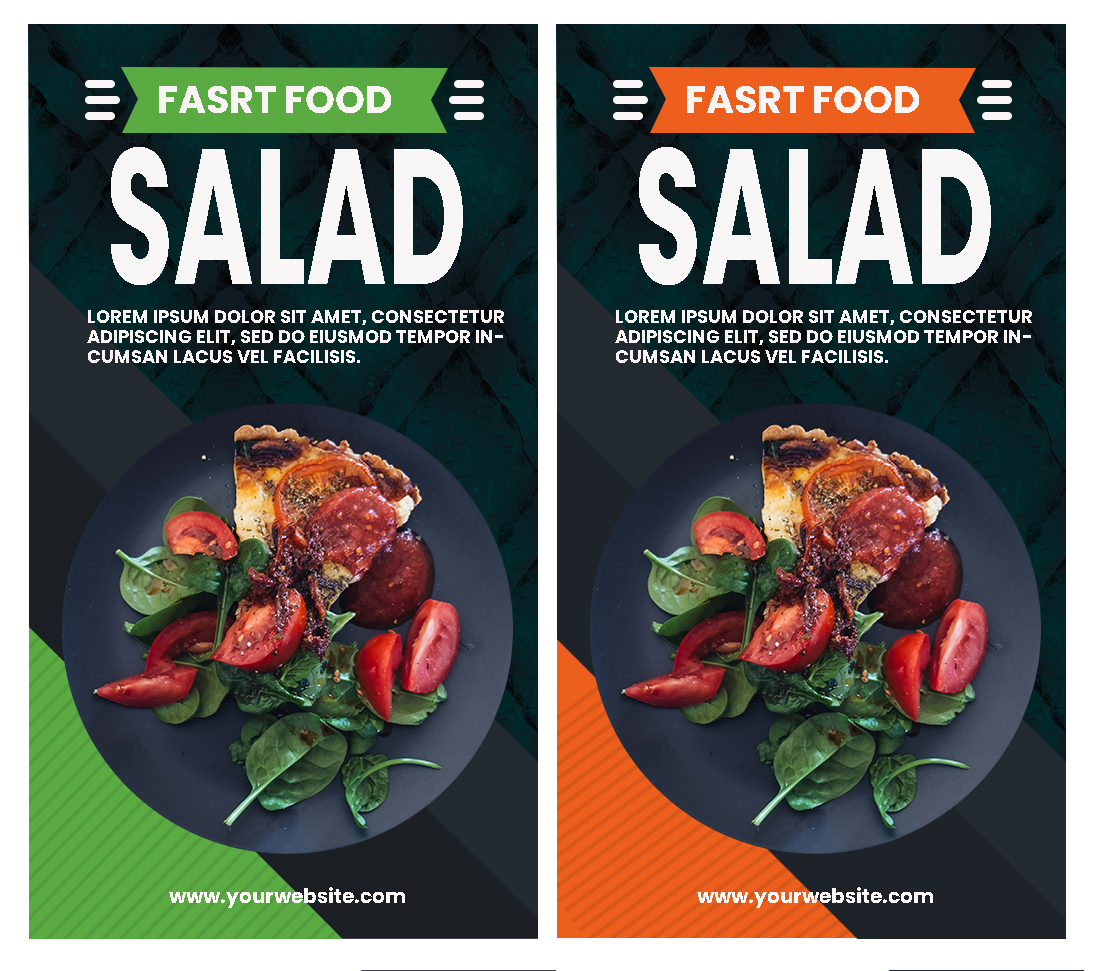 FASRT FOOD
SALAD
LOREM IPSUM DOLOR SIT AMET, CONSECTETUR
ADIPISCING ELIT, SED DO EIUSMOD TEMPOR IN-
CUMSAN LACUS VEL FACILISIS.
www.yourwebsite.com
FASRT FOOD
SALAD
LOREM IPSUM DOLOR SIT AMET, CONSECTETUR
ADIPISCING ELIT, SED DO EIUSMOD TEMPOR IN-
CUMSAN LACUS VEL FACILISIS.
www.yourwebsite.com